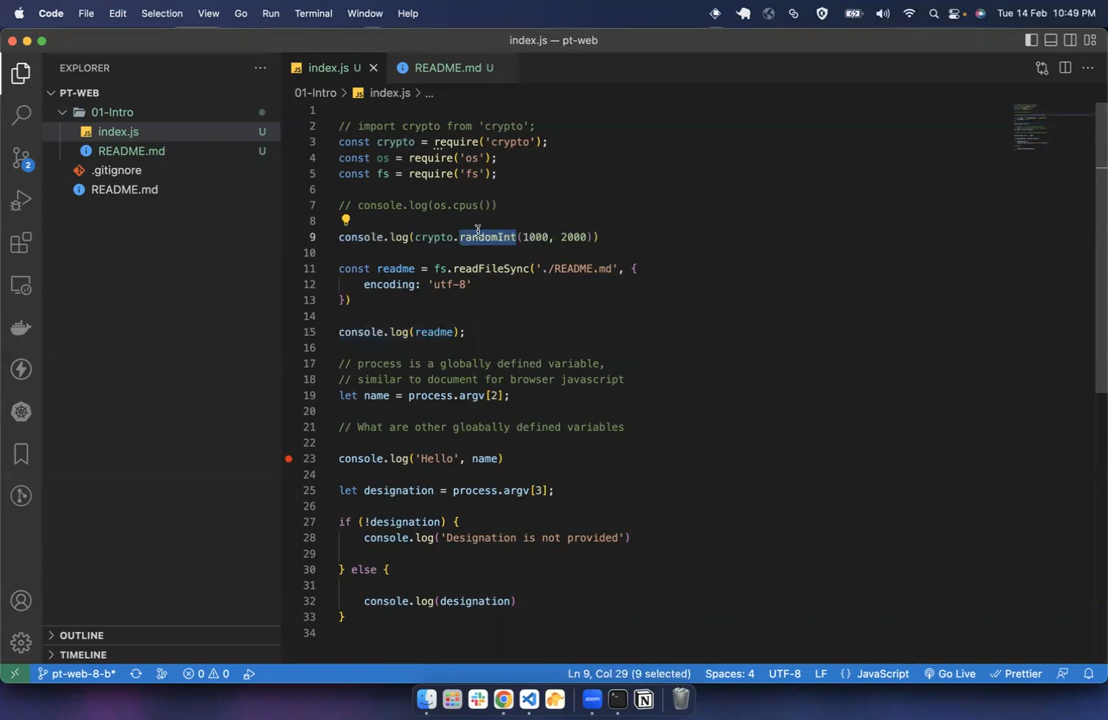 Code File Edit Selection View Go Run Terminal Window Help Tue 14 Feb 10:49 PM
index.js — pt-web
EXPLORER
index.js U
README.md U
PT-WEB
01-Intro > index.js > ...
01-Intro
index.js U
README.md U
.gitignore
README.md
2
1
2 // import crypto from 'crypto';
3 const crypto = require('crypto');
4 const os = require('os');
5 const fs = require('fs');
6
7 // console.log(os.cpus())
8
9 console.log(crypto.randomInt(1000, 2000))
10
11 const readme = fs.readFileSync('./README.md', {
12 encoding: 'utf-8'
13 })
14
15 console.log(readme);
16
17 // process is a globally defined variable,
18 // similar to document for browser javascript
19 let name = process.argv[2];
20
21 // What are other gloabally defined variables
22
23 console.log('Hello', name)
24
25 let designation = process.argv[3];
26
27 if (!designation) {
28 console.log('Designation is not provided')
29
30 } else {
31
32 console.log(designation)
33 }
34
OUTLINE
TIMELINE
pt-web-8-b* 0 0 Ln 9, Col 29 (9 selected) Spaces: 4 UTF-8 LF {} JavaScript Go Live Prettier